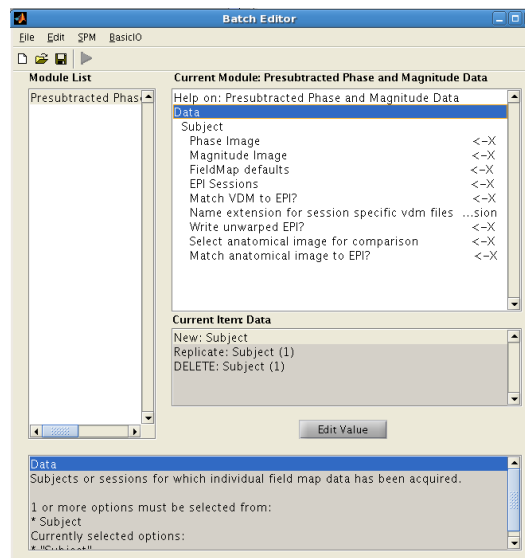 Batch Editor
File Edit SPM BasicIO
Module List
Current Module: Presubtracted Phase and Magnitude Data
Presubtracted Phas
Help on: Presubtracted Phase and Magnitude Data
Data
Subject
Phase Image <-X
Magnitude Image <-X
FieldMap defaults <-X
EPI Sessions <-X
Match VDM to EPI? <-X
Name extension for session specific vdm files ...sion
Write unwarped EPI? <-X
Select anatomical image for comparison <-X
Match anatomical image to EPI? <-X
Current Item: Data
New: Subject
Replicate: Subject (1)
DELETE: Subject (1)
Edit Value
Data
Subjects or sessions for which individual field map data has been acquired.
1 or more options must be selected from:
* Subject
Currently selected options:
* "Subject"